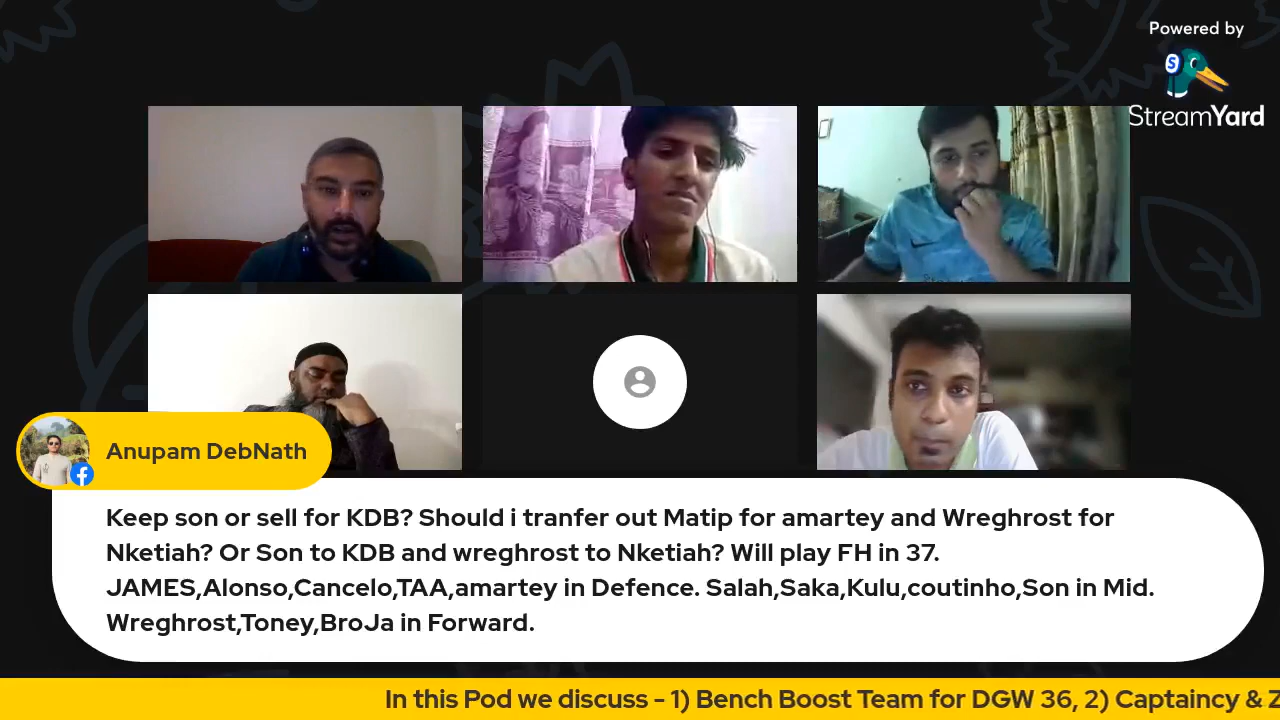 Powered by
S
StreamYard
Anupam DebNath
Keep son or sell for KDB? Should i tranfer out Matip for amartey and Wreghrost for
Nketiah? Or Son to KDB and wreghrost to Nketiah? Will play FH in 37.
JAMES,Alonso,Cancelo,TAA,amartey in Defence. Salah,Saka,Kulu,coutinho,Son in Mid.
Wreghrost,Toney,BroJa in Forward.
In this Pod we discuss - 1) Bench Boost Team for DGW 36, 2) Captaincy &